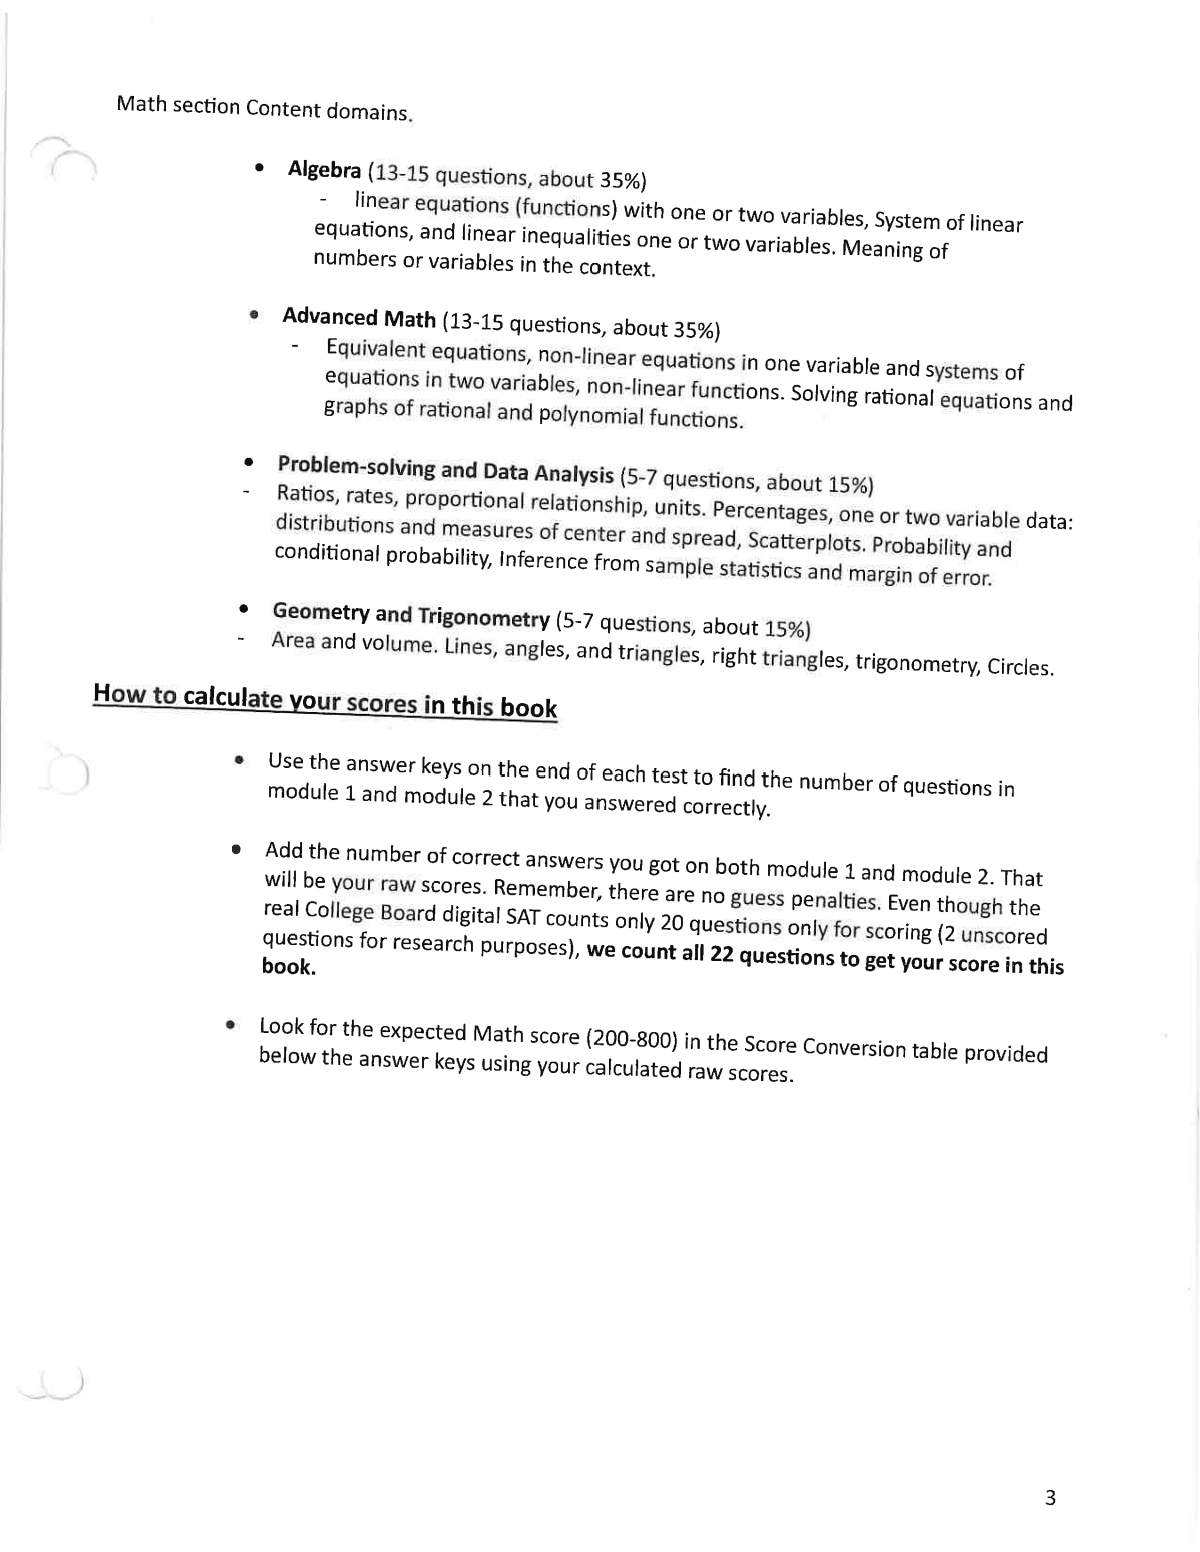 Math section Content domains.
• Algebra (13-15 questions, about 35%)
- linear equations (functions) with one or two variables, System of linear
equations, and linear inequalities one or two variables. Meaning of
numbers or variables in the context.
• Advanced Math (13-15 questions, about 35%)
- Equivalent equations, non-linear equations in one variable and systems of
equations in two variables, non-linear functions. Solving rational equations and
graphs of rational and polynomial functions.
• Problem-solving and Data Analysis (5-7 questions, about 15%)
- Ratios, rates, proportional relationship, units. Percentages, one or two variable data:
distributions and measures of center and spread, Scatterplots. Probability and
conditional probability, Inference from sample statistics and margin of error.
• Geometry and Trigonometry (5-7 questions, about 15%)
- Area and volume. Lines, angles, and triangles, right triangles, trigonometry, Circles.
How to calculate your scores in this book
• Use the answer keys on the end of each test to find the number of questions in
module 1 and module 2 that you answered correctly.
• Add the number of correct answers you got on both module 1 and module 2. That
will be your raw scores. Remember, there are no guess penalties. Even though the
real College Board digital SAT counts only 20 questions only for scoring (2 unscored
questions for research purposes), we count all 22 questions to get your score in this
book.
• Look for the expected Math score (200-800) in the Score Conversion table provided
below the answer keys using your calculated raw scores.
3